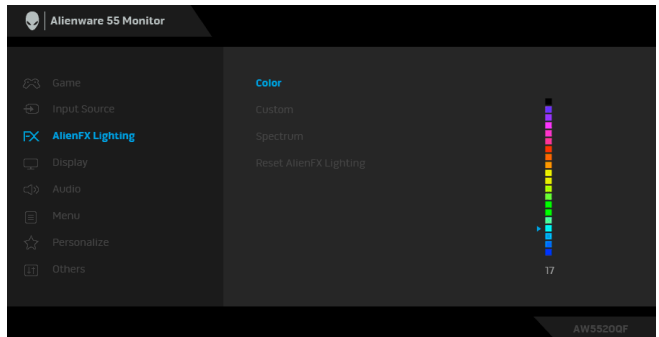 Alienware 55 Monitor
Game
Input Source
FX AlienFX Lighting
Display
Audio
Menu
Personalize
Others
Color
Custom
Spectrum
Reset AlienFX Lighting
17
AW5520QF